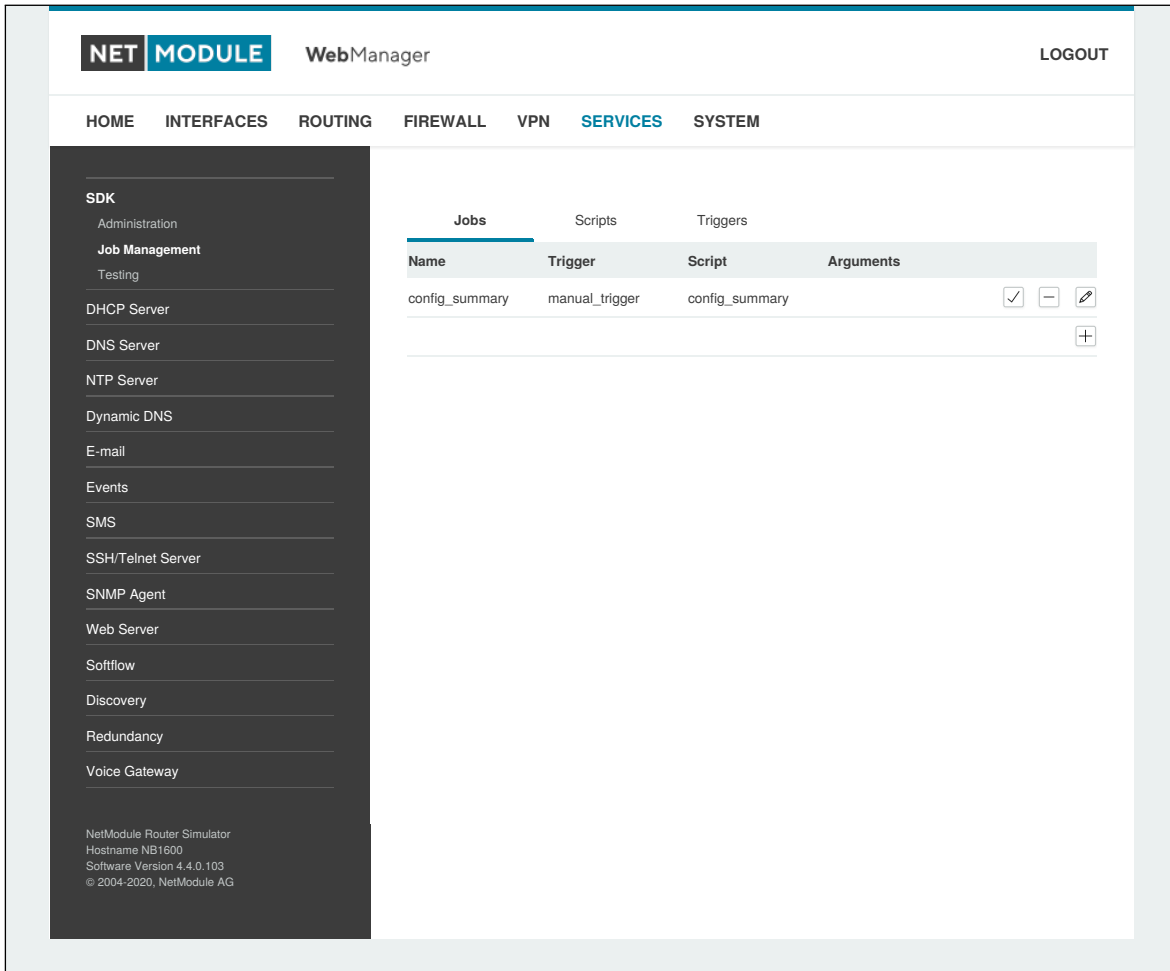 NET MODULE WebManager LOGOUT
HOME INTERFACES ROUTING FIREWALL VPN SERVICES SYSTEM
SDK
Administration
Job Management
Testing
DHCP Server
DNS Server
NTP Server
Dynamic DNS
E-mail
Events
SMS
SSH/Telnet Server
SNMP Agent
Web Server
Softflow
Discovery
Redundancy
Voice Gateway
NetModule Router Simulator
Hostname NB1600
Software Version 4.4.0.103
© 2004-2020, NetModule AG
Jobs Scripts Triggers
Name Trigger Script Arguments
config_summary manual_trigger config_summary